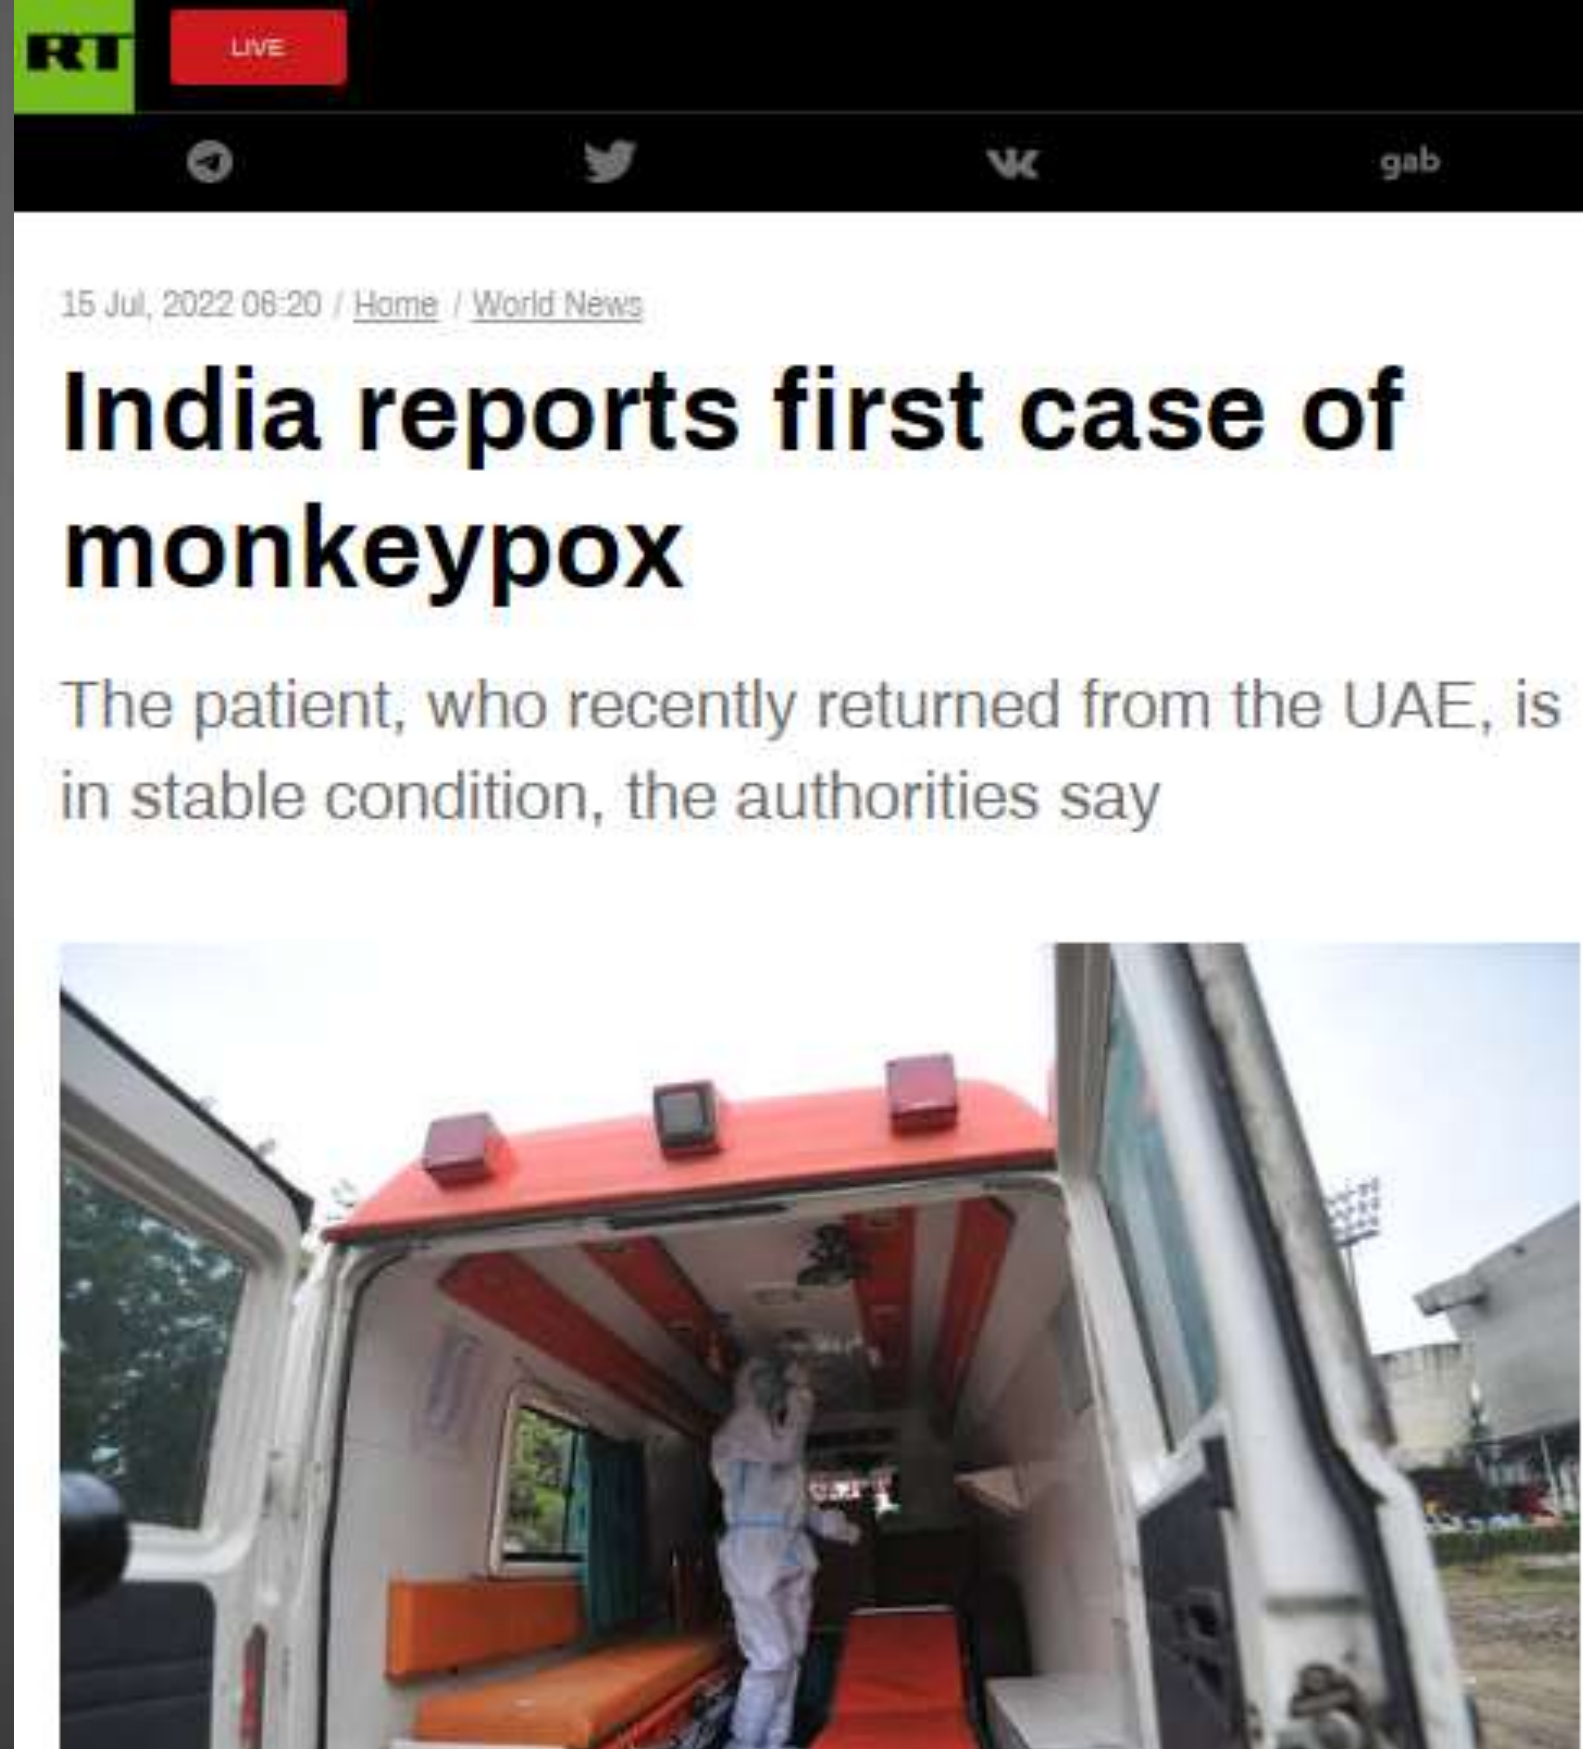 RT LIVE
gab
15 Jul, 2022 06:20 / Home / World News
India reports first case of
monkeypox
The patient, who recently returned from the UAE, is
in stable condition, the authorities say